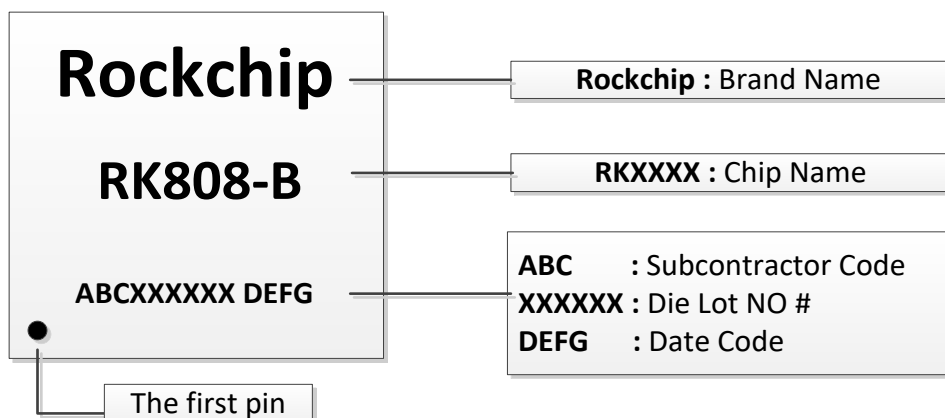 Rockchip
RK808-B
ABCXXXXXX DEFG
The first pin
Rockchip : Brand Name
RKXXXX : Chip Name
ABC : Subcontractor Code
XXXXXX : Die Lot NO #
DEFG : Date Code